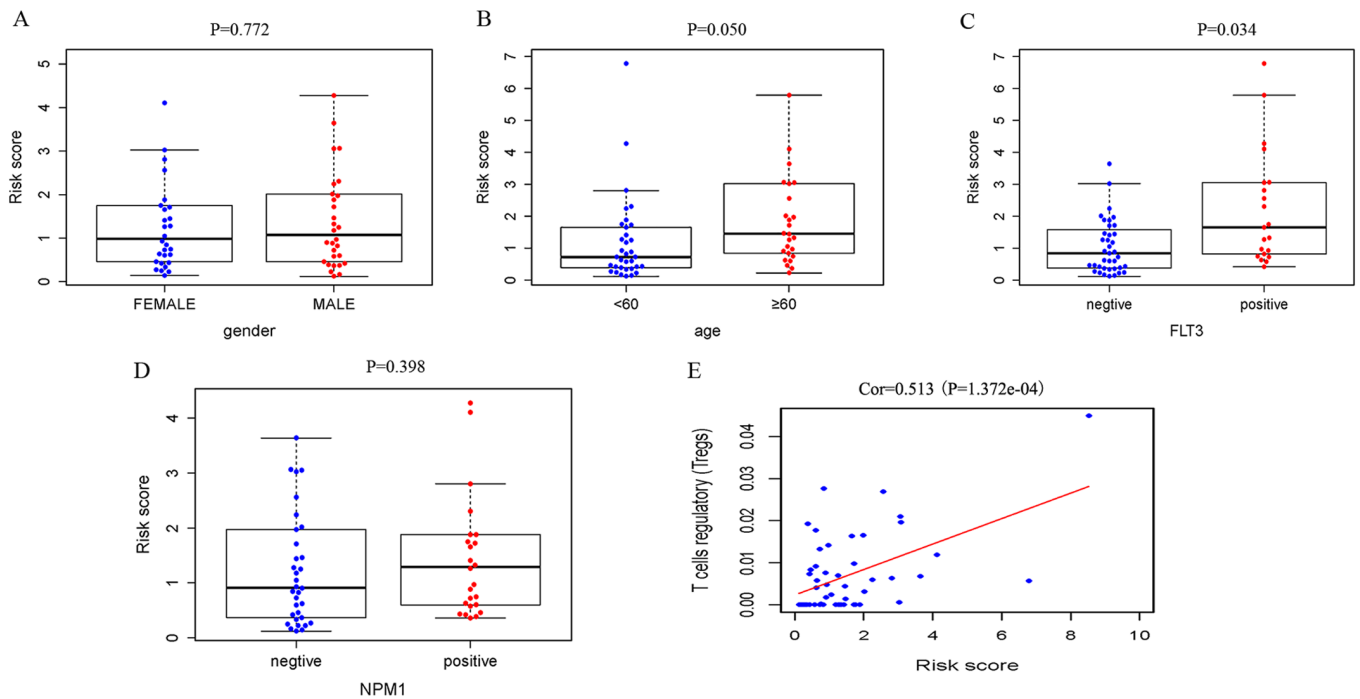 A
P=0.772
Risk score
5
4
3
2
1
0
FEMALE MALE
gender
B
P=0.050
Risk score
7
6
5
4
3
2
1
0
<60 ≥60
age
C
P=0.034
Risk score
7
6
5
4
3
2
1
0
negtive positive
FLT3
D
P=0.398
Risk score
4
3
2
1
0
negtive positive
NPM1
E
Cor=0.513 (P=1.372e-04)
T cells regulatory (Tregs)
0.04
0.03
0.02
0.01
0.00
0 2 4 6 8 10
Risk score